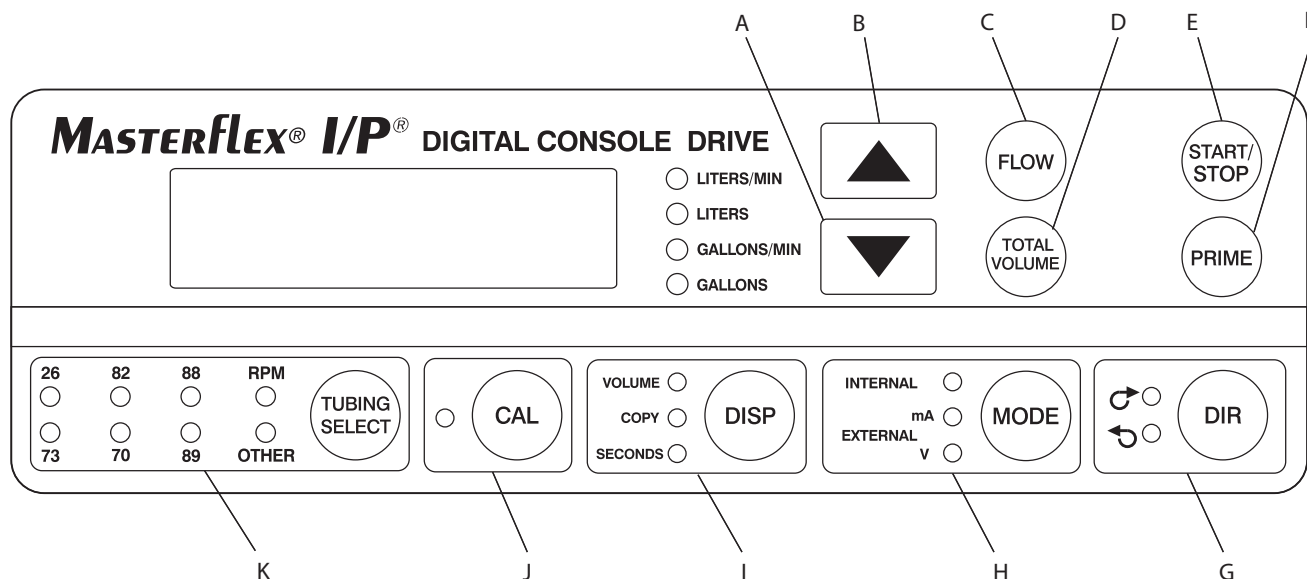 A B C D E
MASTERFLEX® I/P® DIGITAL CONSOLE DRIVE
LITERS/MIN
LITERS
GALLONS/MIN
GALLONS
FLOW
START/
STOP
TOTAL
VOLUME
PRIME
26 82 88 RPM
73 70 89 OTHER
TUBING
SELECT
CAL
VOLUME
COPY
SECONDS
DISP
INTERNAL
mA
EXTERNAL
V
MODE
DIR
K J I H G